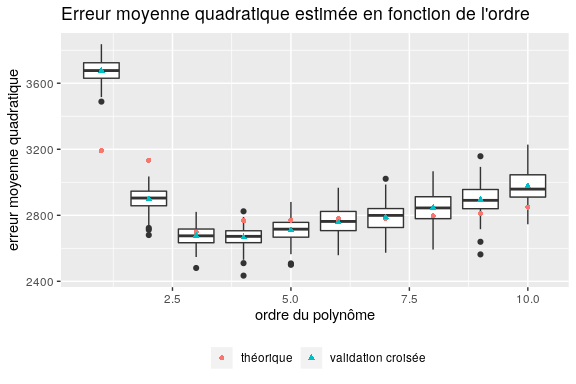 Erreur moyenne quadratique estimée en fonction de l'ordre
erreur moyenne quadratique
3600
3200
2800
2400
2.5 5.0 7.5 10.0
ordre du polynôme
théorique validation croisée